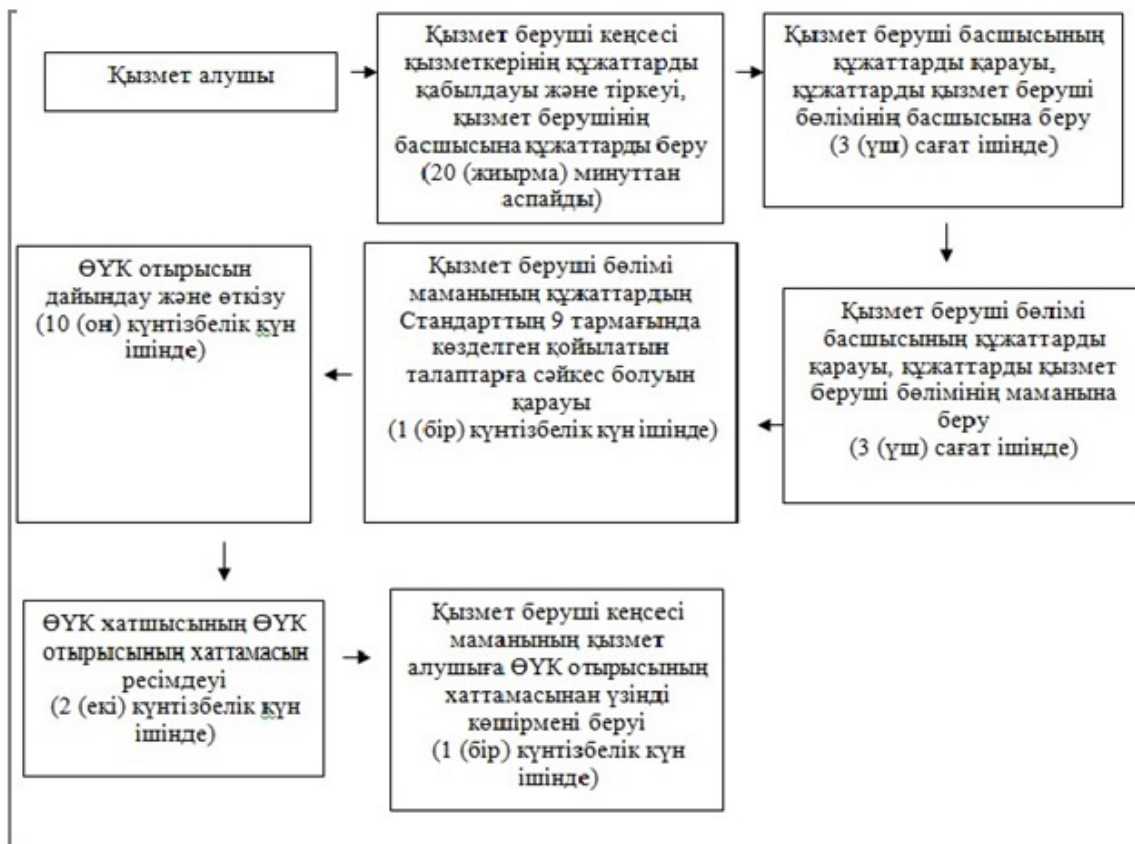 Қызмет алушы
Қызмет беруші кеңсесі
қызметкерінің құжаттарды
қабылдауы және тіркеуі,
қызмет берушінің
басшысына құжаттарды беру
(20 (жиырма) минуттан
аспайды)
Қызмет беруші басшысының
құжаттарды қарауы,
құжаттарды қызмет беруші
бөлімінің басшысына беру
(3 (үш) сағат ішінде)
Қызмет беруші бөлімі
басшысының құжаттарды
қарауы, құжаттарды қызмет
беруші бөлімінің маманына
беру
(3 (үш) сағат ішінде)
Қызмет беруші бөлімі
маманының құжаттардың
Стандарттың 9 тармағында
көзделген қойылатын
талаптарға сәйкес болуын
қарауы
(1 (бір) күнтізбелік күн ішінде)
ӨҮК отырысын
дайындау және өткізу
(10 (он) күнтізбелік күн
ішінде)
ӨҮК хатшысының ӨҮК
отырысының хаттамасын
ресімдеуі
(2 (екі) күнтізбелік күн
ішінде)
Қызмет беруші кеңсесі
маманының қызмет
алушыға ӨҮК отырысының
хаттамасынан үзінді
көшірмені беруі
(1 (бір) күнтізбелік күн
ішінде)